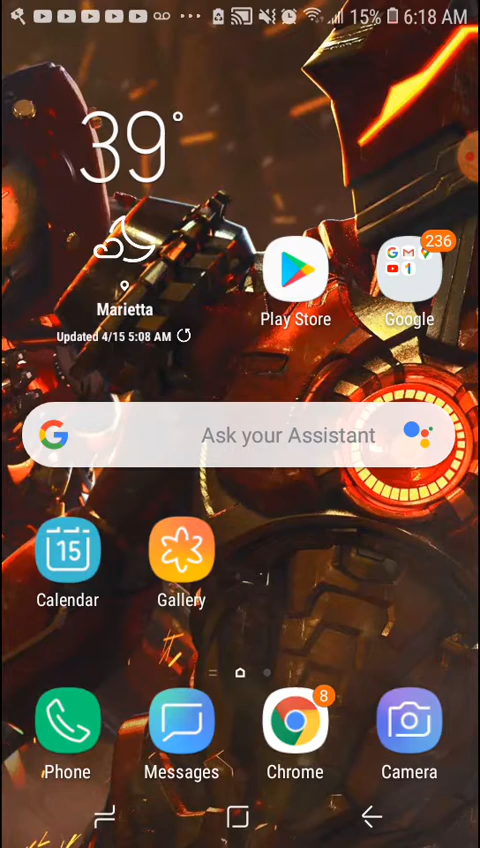 15% 6:18 AM
39°
Marietta
Updated 4/15 5:08 AM
236
Play Store
Google
Ask your Assistant
15
Calendar
Gallery
8
Phone
Messages
Chrome
Camera